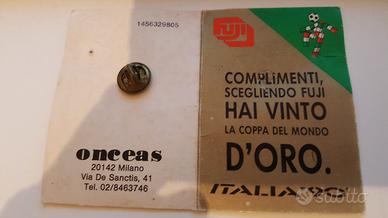 1456329805
onceas
20142 Milano
Via De Sanctis, 41
Tel. 02/8463746
FUJI
COMPLIMENTI,
SCEGLIENDO FUJI
HAI VINTO
LA COPPA DEL MONDO
D'ORO.
ITALIA '90
subito